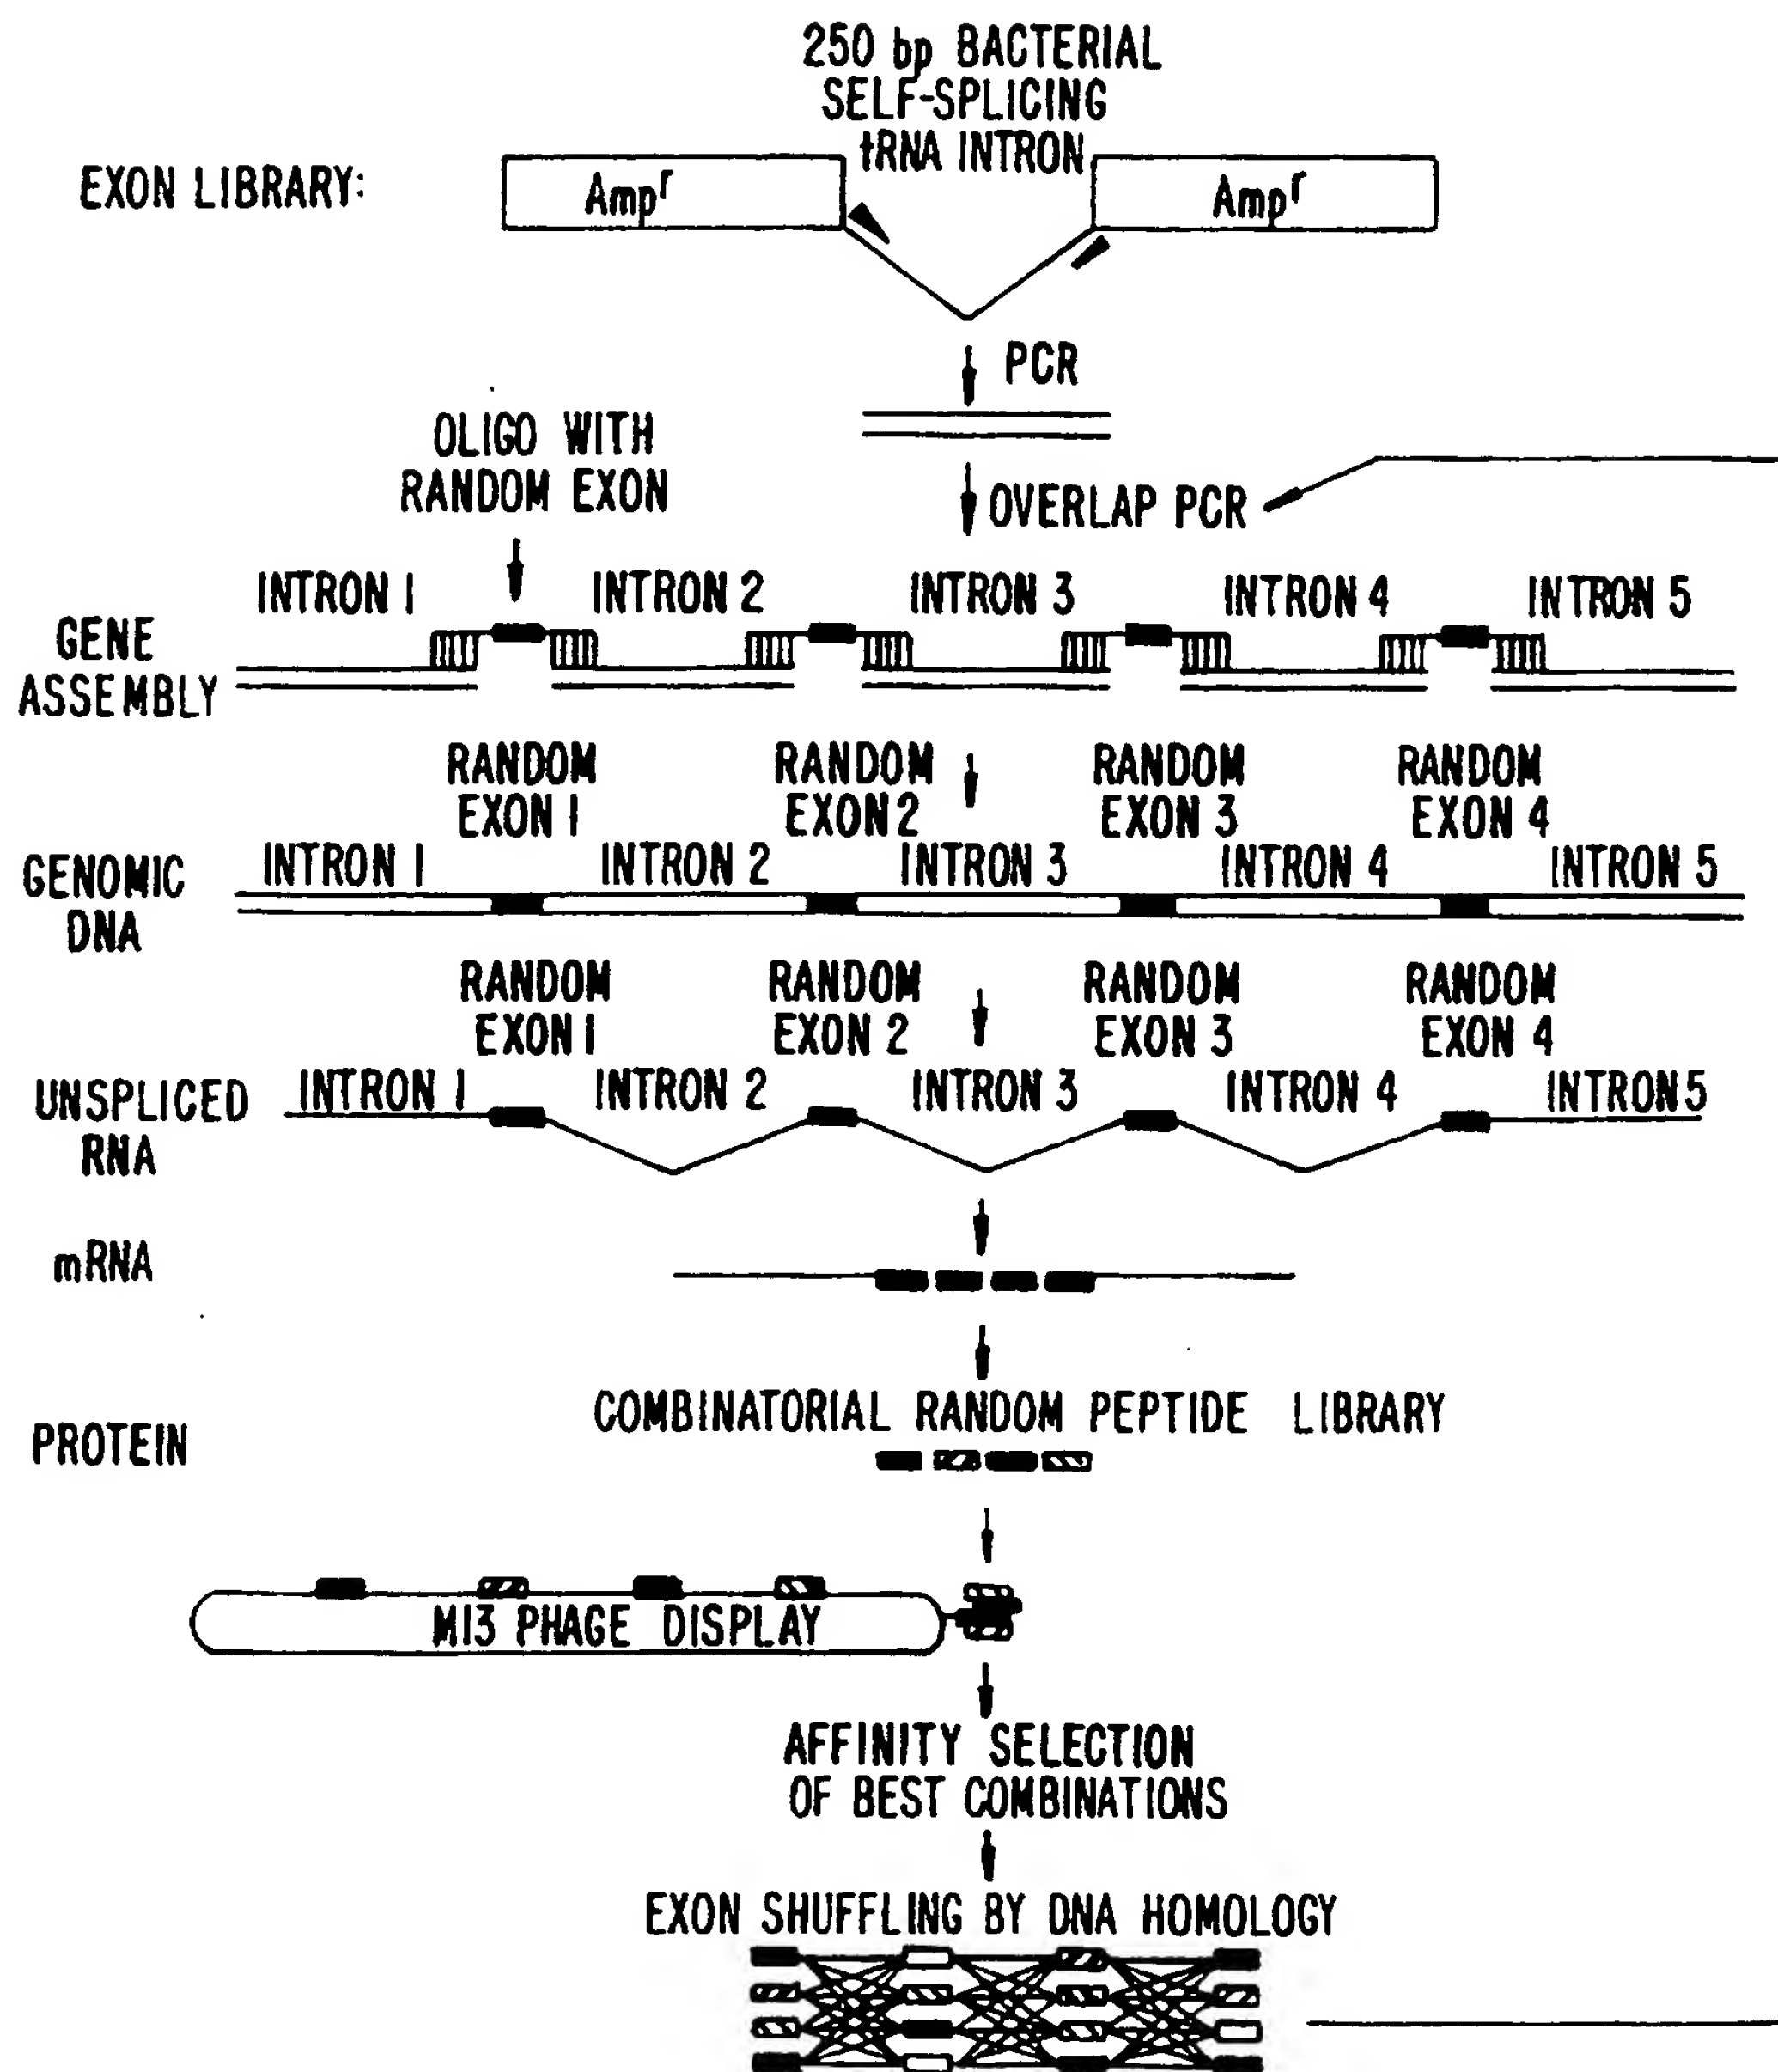 250 bp BACTERIAL
SELF-SPLICING
tRNA INTRON
EXON LIBRARY:
Ampr
Ampr
PCR
OLIGO WITH
RANDOM EXON
OVERLAP PCR
INTRON 1
INTRON 2
INTRON 3
INTRON 4
INTRON 5
GENE
ASSEMBLY
RANDOM
EXON 1
RANDOM
EXON 2
RANDOM
EXON 3
RANDOM
EXON 4
GENOMIC
DNA
INTRON 1
INTRON 2
INTRON 3
INTRON 4
INTRON 5
RANDOM
EXON 1
RANDOM
EXON 2
RANDOM
EXON 3
RANDOM
EXON 4
UNSPLICED
RNA
INTRON 1
INTRON 2
INTRON 3
INTRON 4
INTRON 5
mRNA
COMBINATORIAL RANDOM PEPTIDE LIBRARY
PROTEIN
M13 PHAGE DISPLAY
AFFINITY SELECTION
OF BEST COMBINATIONS
EXON SHUFFLING BY DNA HOMOLOGY